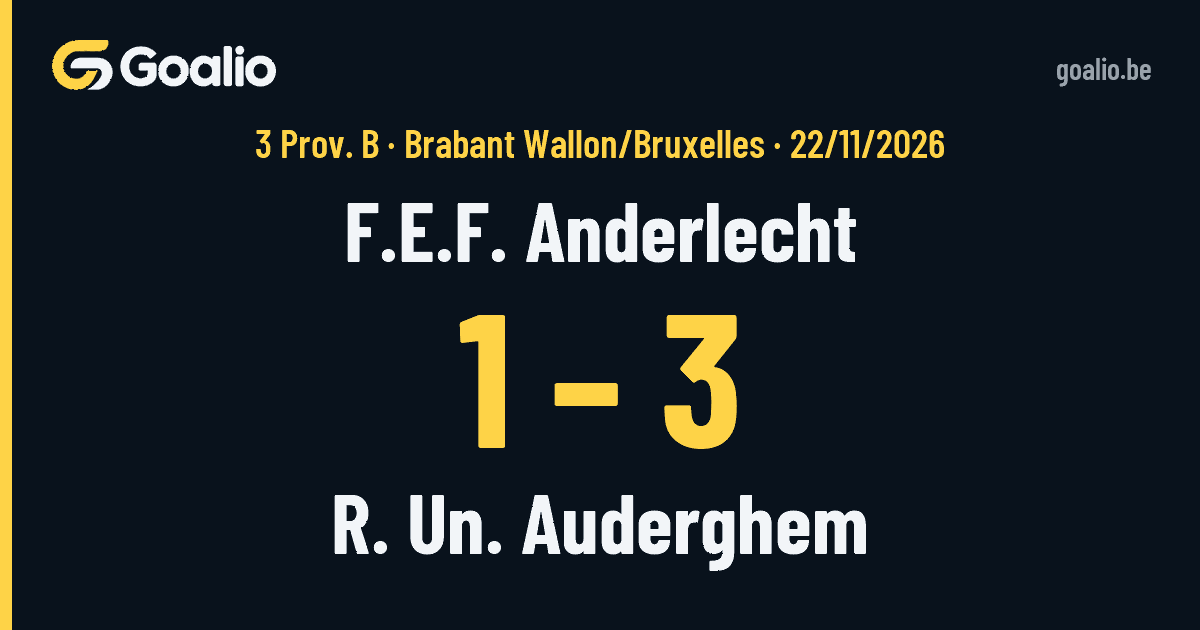 Goalio
goalio.be
3 Prov. B · Brabant Wallon/Bruxelles · 22/11/2026
F.E.F. Anderlecht
1 – 3
R. Un. Auderghem